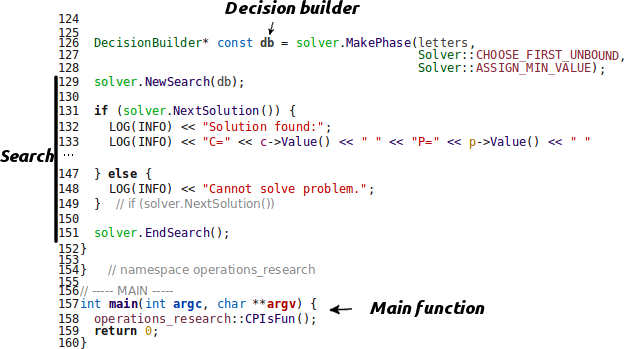 Decision builder
124
125
126 DecisionBuilder* const db = solver.MakePhase(letters,
127 Solver::CHOOSE_FIRST_UNBOUND,
128 Solver::ASSIGN_MIN_VALUE);
129 solver.NewSearch(db);
130
131 if (solver.NextSolution()) {
132 LOG(INFO) << "Solution found:";
133 LOG(INFO) << "C=" << c->Value() << " " << "P=" << p->Value() << " "
Search ...
147 } else {
148 LOG(INFO) << "Cannot solve problem.";
149 } // if (solver.NextSolution())
150
151 solver.EndSearch();
152}
153
154} // namespace operations_research
155
156// ----- MAIN -----
157int main(int argc, char **argv) {
Main function
158 operations_research::CPIsFun();
159 return 0;
160}